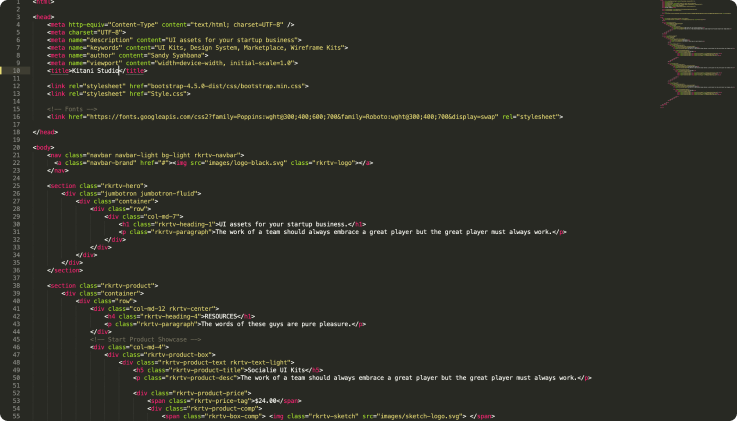 1 <html>
2
3 <head>
4 <meta http-equiv="Content-Type" content="text/html; charset=UTF-8" />
5 <meta charset="UTF-8">
6 <meta name="description" content="UI assets for your startup business">
7 <meta name="keywords" content="UI Kits, Design System, Marketplace, Wireframe Kits">
8 <meta name="author" content="Sandy Syahbana">
9 <meta name="viewport" content="width=device-width, initial-scale=1.0">
10 <title>Kitani Studio</title>
11
12 <link rel="stylesheet" href="bootstrap-4.5.0-dist/css/bootstrap.min.css">
13 <link rel="stylesheet" href="Style.css">
14
15 <!-- Fonts -->
16 <link href="https://fonts.googleapis.com/css2?family=Poppins:wght@300;400;600;700&family=Roboto:wght@300;400;700&display=swap" rel="stylesheet">
17
18 </head>
19
20 <body>
21 <nav class="navbar navbar-light bg-light rkrtv-navbar">
22 <a class="navbar-brand" href="#"><img src="images/logo-black.svg" class="rkrtv-logo"></a>
23 </nav>
24
25 <section class="rkrtv-hero">
26 <div class="jumbotron jumbotron-fluid">
27 <div class="container">
28 <div class="row">
29 <div class="col-md-7">
30 <h1 class="rkrtv-heading-1">UI assets for your startup business.</h1>
31 <p class="rkrtv-paragraph">The work of a team should always embrace a great player but the great player must always work.</p>
32 </div>
33 </div>
34 </div>
35 </div>
36 </section>
37
38 <section class="rkrtv-product">
39 <div class="container">
40 <div class="row">
41 <div class="col-md-12 rkrtv-center">
42 <h4 class="rkrtv-heading-4">RESOURCES</h4>
43 <p class="rkrtv-paragraph">The words of these guys are pure pleasure.</p>
44 </div>
45 <!-- Start Product Showcase -->
46 <div class="col-md-4">
47 <div class="rkrtv-product-box">
48 <div class="rkrtv-product-text rkrtv-text-light">
49 <h5 class="rkrtv-product-title">Socialie UI Kits</h5>
50 <p class="rkrtv-product-desc">The work of a team should always embrace a great player but the great player must always work.</p>
51
52 <div class="rkrtv-product-price">
53 <span class="rkrtv-price-tag">$24.00</span>
54 <div class="rkrtv-product-comp">
55 <span class="rkrtv-box-comp"> <img class="rkrtv-sketch" src="images/sketch-logo.svg"> </span>